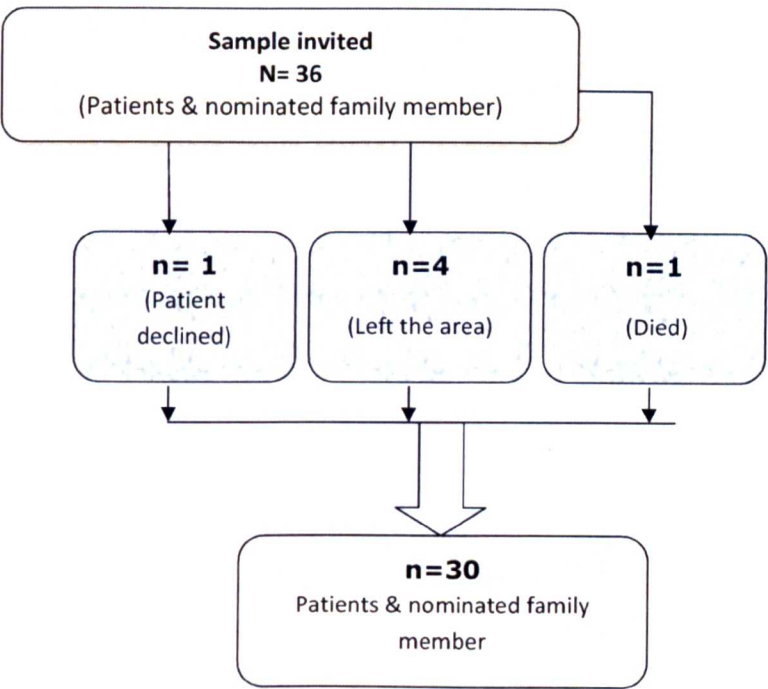 Sample invited
N= 36
(Patients & nominated family member)
n= 1
(Patient
declined)
n=4
(Left the area)
n=1
(Died)
n=30
Patients & nominated family
member